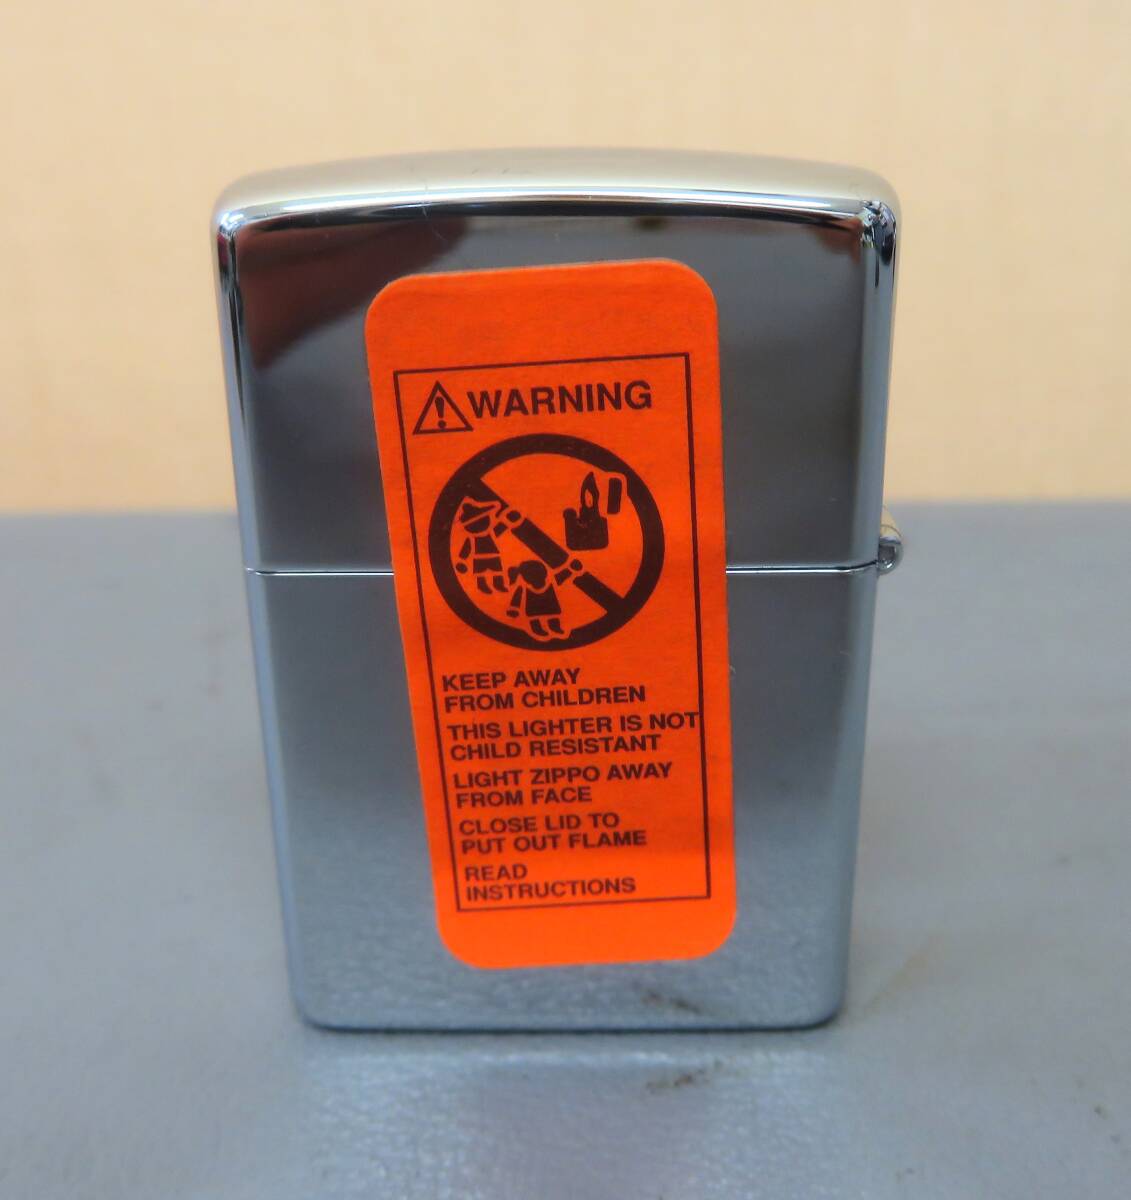 WARNING
KEEP AWAY
FROM CHILDREN
THIS LIGHTER IS NOT
CHILD RESISTANT
LIGHT ZIPPO AWAY
FROM FACE
CLOSE LID TO
PUT OUT FLAME
READ
INSTRUCTIONS